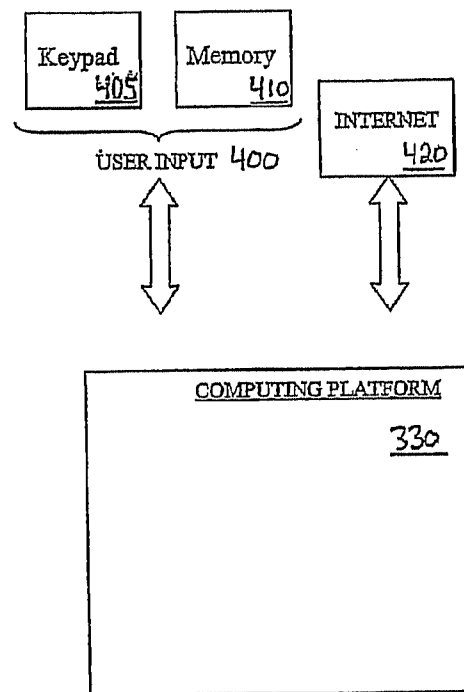 Keypad
405
Memory
410
INTERNET
420
USER INPUT 400
COMPUTING PLATFORM
330